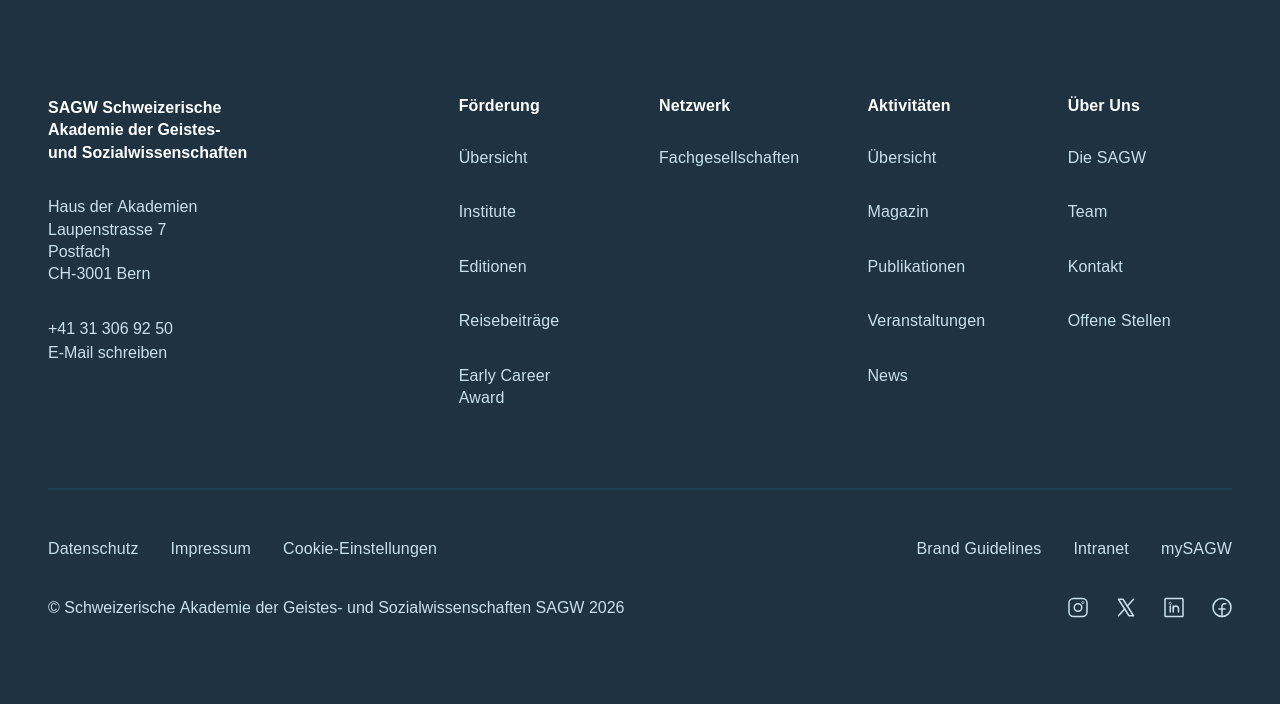 SAGW Schweizerische
Akademie der Geistes-
und Sozialwissenschaften
Haus der Akademien
Laupenstrasse 7
Postfach
CH-3001 Bern
+41 31 306 92 50
E-Mail schreiben
Förderung
Übersicht
Institute
Editionen
Reisebeiträge
Early Career
Award
Netzwerk
Fachgesellschaften
Aktivitäten
Übersicht
Magazin
Publikationen
Veranstaltungen
News
Über Uns
Die SAGW
Team
Kontakt
Offene Stellen
Datenschutz
Impressum
Cookie-Einstellungen
Brand Guidelines
Intranet
mySAGW
© Schweizerische Akademie der Geistes- und Sozialwissenschaften SAGW 2026